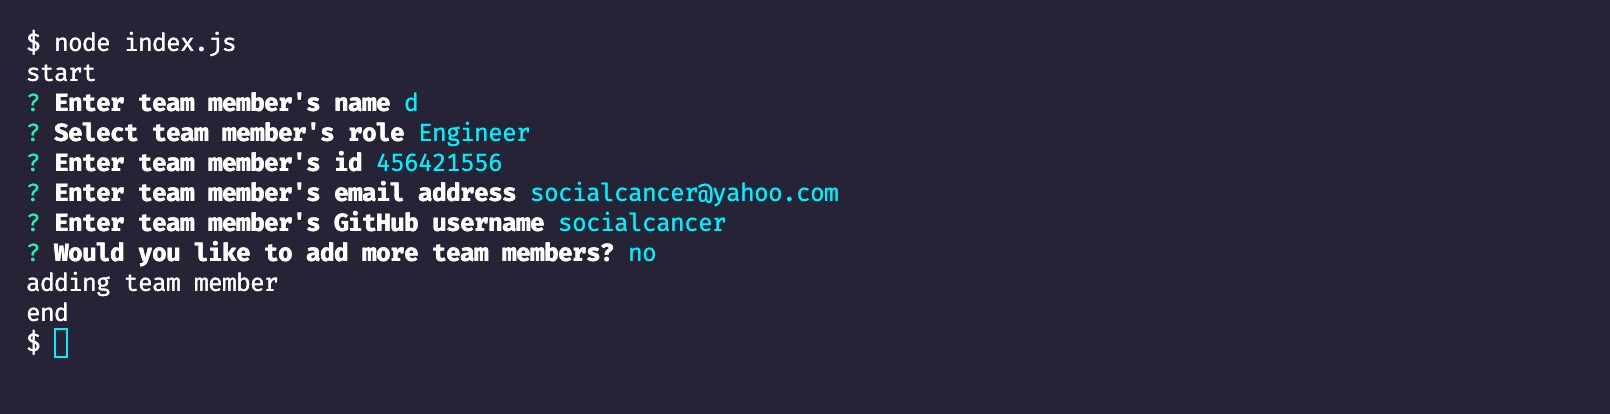 $ node index.js
start
? Enter team member's name d
? Select team member's role Engineer
? Enter team member's id 456421556
? Enter team member's email address socialcancer@yahoo.com
? Enter team member's GitHub username socialcancer
? Would you like to add more team members? no
adding team member
end
$